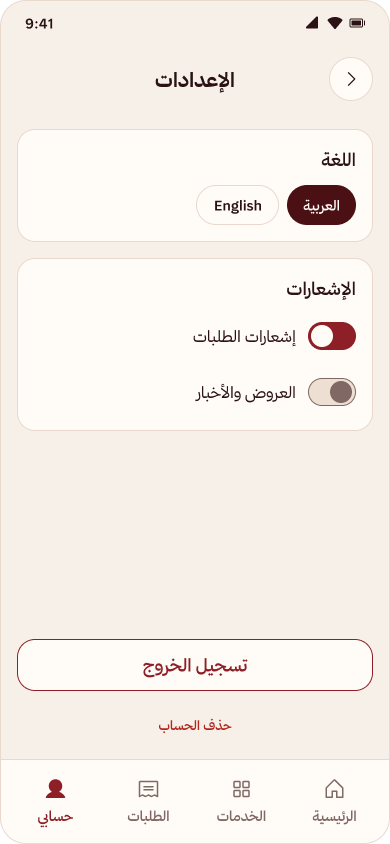 9:41
الإعدادات
اللغة
العربية
English
الإشعارات
إشعارات الطلبات
العروض والأخبار
تسجيل الخروج
حذف الحساب
الرئيسية
الخدمات
الطلبات
حسابي